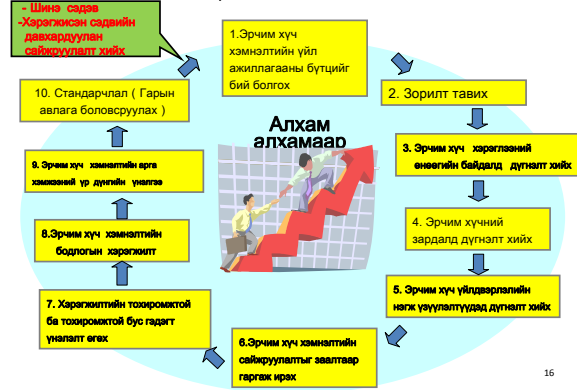 - Шинэ сэдэв
-Хэрэгжисэн сэдвийн
давхардуулан
сайжруулалт хийх
1.Эрчим хүч
хэмнэлтийн үйл
ажиллагааны бүтцийг
бий болгох
2. Зорилт тавих
3. Эрчим хүч хэрэглээний
өнөөгийн байдалд дүгнэлт хийх
4. Эрчим хүчний
зардалд дүгнэлт хийх
5. Эрчим хүч үйлдвэрлэлийн
нэгж үзүүлэлтүүдэд дүгнэлт хийх
6.Эрчим хүч хэмнэлтийн
сайжруулалтыг заалтаар
гаргаж ирэх
7. Хэрэгжилтийн тохиромжтой
ба тохиромжтой бус гэдэгт
үнэлэлт өгөх
8.Эрчим хүч хэмнэлтийн
бодлогын хэрэгжилт
9. Эрчим хүч хэмнэлтийн арга
хэмжээний үр дүнгийн үнэлгээ
10. Стандарчлал ( Гарын
авлага боловсруулах )
Алхам
алхамаар
16